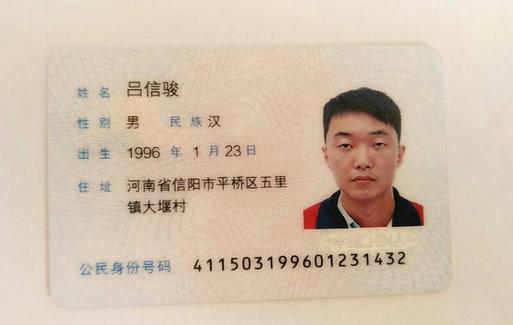 姓名 吕信骏
性别 男 民族 汉
出生 1996 年 1 月 23 日
住址 河南省信阳市平桥区五里
镇大堰村
公民身份号码 411503199601231432